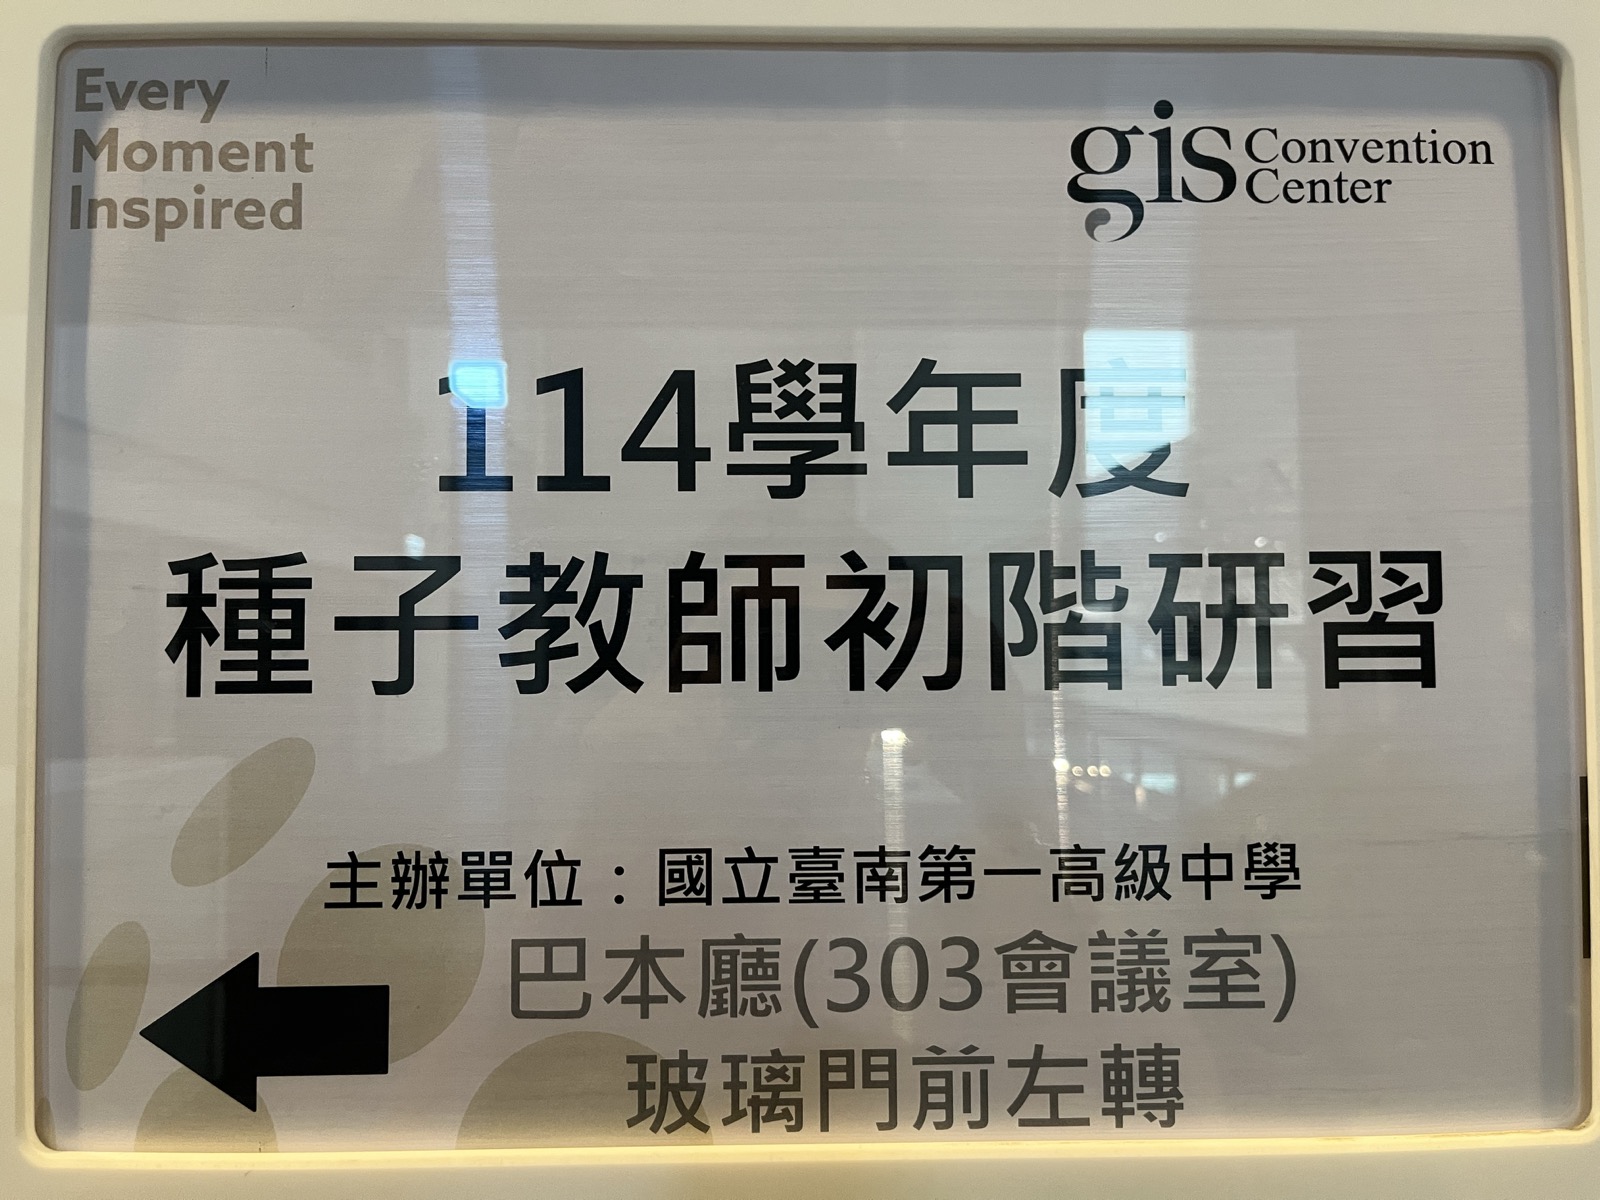 Every
Moment
Inspired
gis Convention
Center
114學年度
種子教師初階研習
主辦單位：國立臺南第一高級中學
巴本廳(303會議室)
玻璃門前左轉